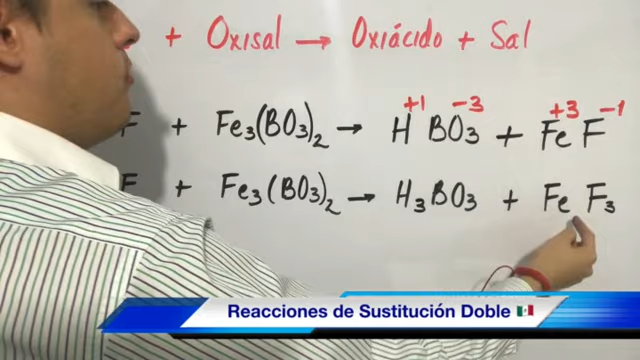 + Oxisal → Oxiácido + Sal
F + Fe₃(BO₃)₂ → H⁺¹ BO₃⁻³ + Fe⁺³ F⁻¹
F + Fe₃(BO₃)₂ → H₃BO₃ + Fe F₃
Reacciones de Sustitución Doble 🇲🇽